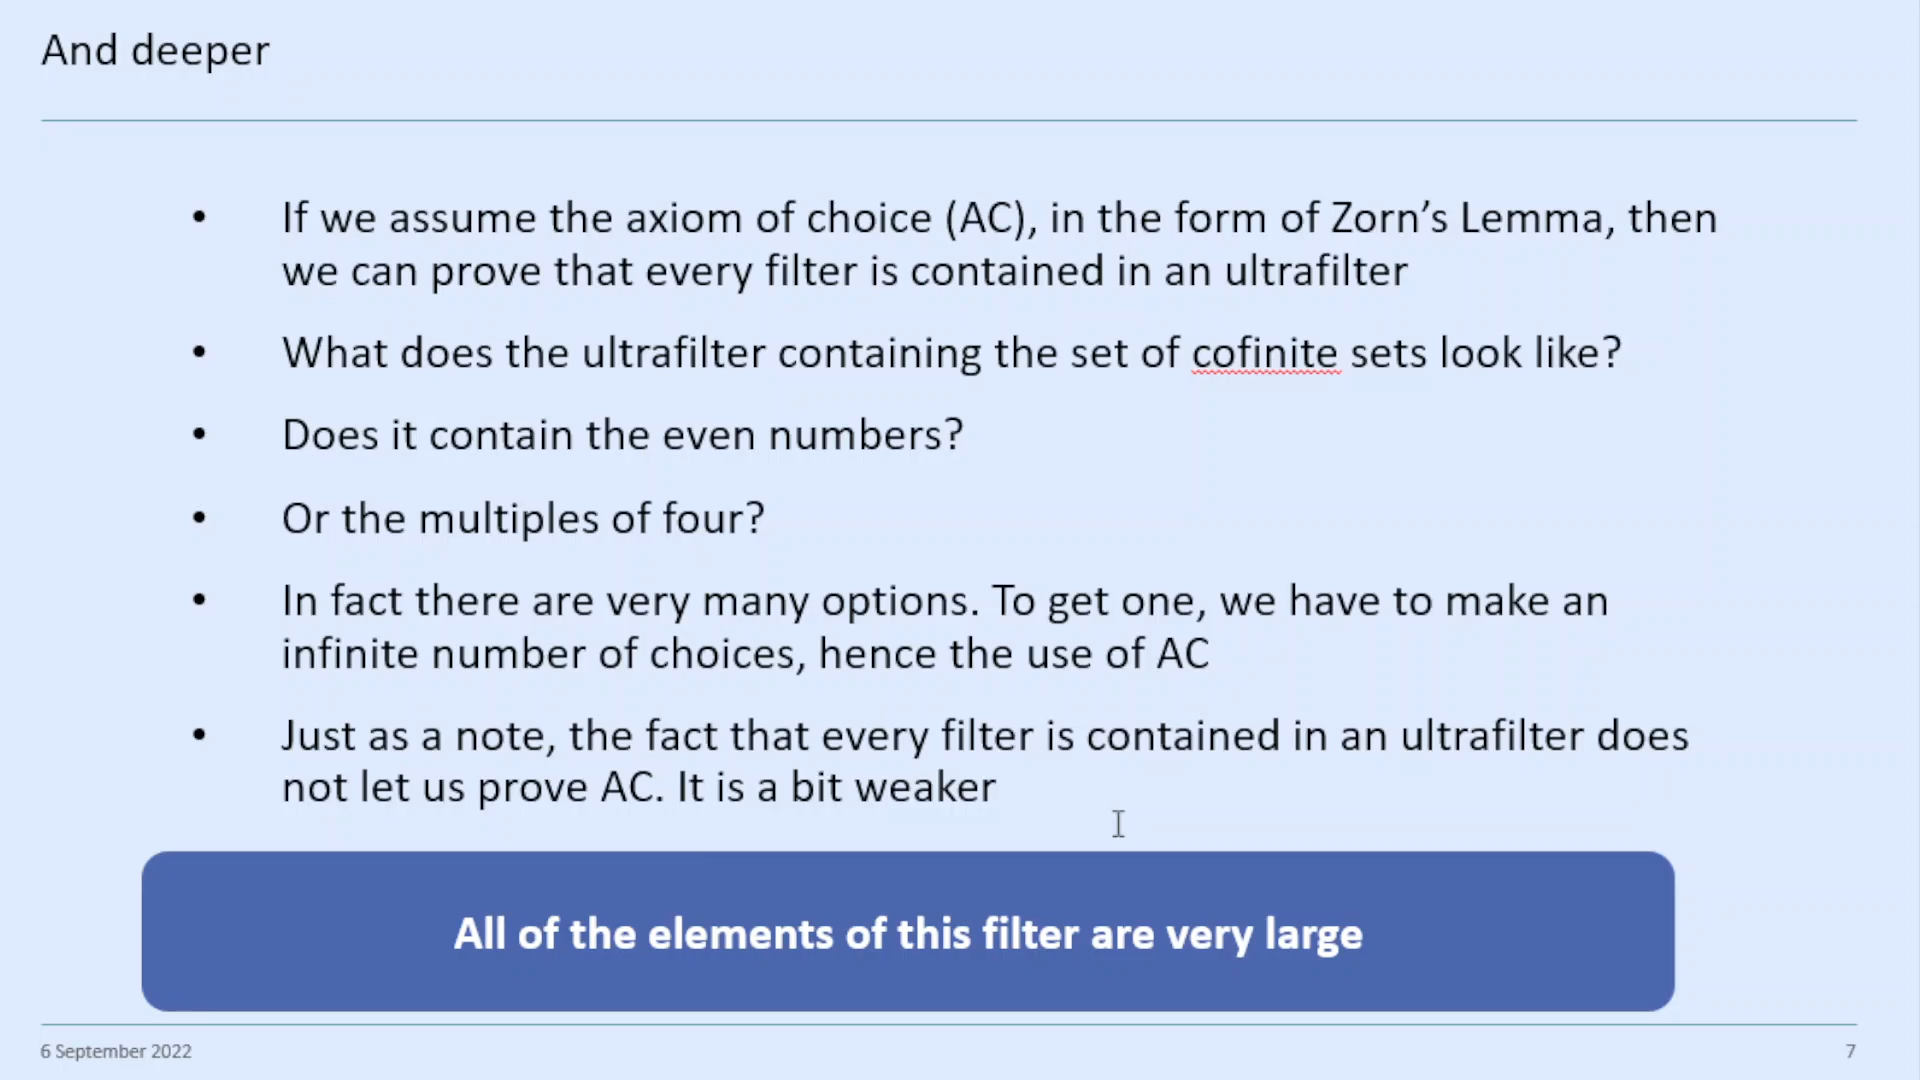 And deeper
• If we assume the axiom of choice (AC), in the form of Zorn’s Lemma, then
we can prove that every filter is contained in an ultrafilter
• What does the ultrafilter containing the set of cofinite sets look like?
• Does it contain the even numbers?
• Or the multiples of four?
• In fact there are very many options. To get one, we have to make an
infinite number of choices, hence the use of AC
• Just as a note, the fact that every filter is contained in an ultrafilter does
not let us prove AC. It is a bit weaker
All of the elements of this filter are very large
6 September 2022
7